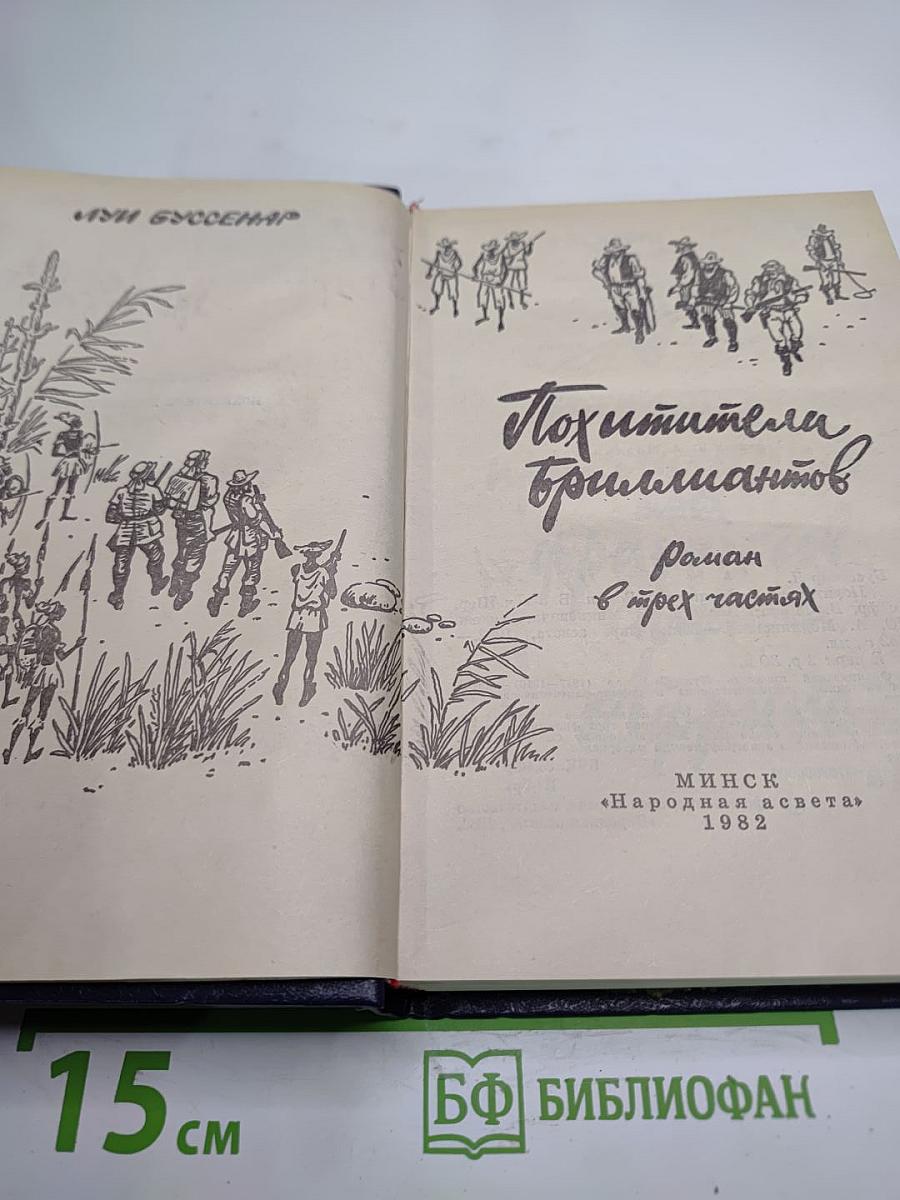 ЛУИ БУССЕНАР
Похитители
бриллиантов
роман
в трех частях
МИНСК
«Народная асвета»
1982
15 см
БФ БИБЛИОФАН